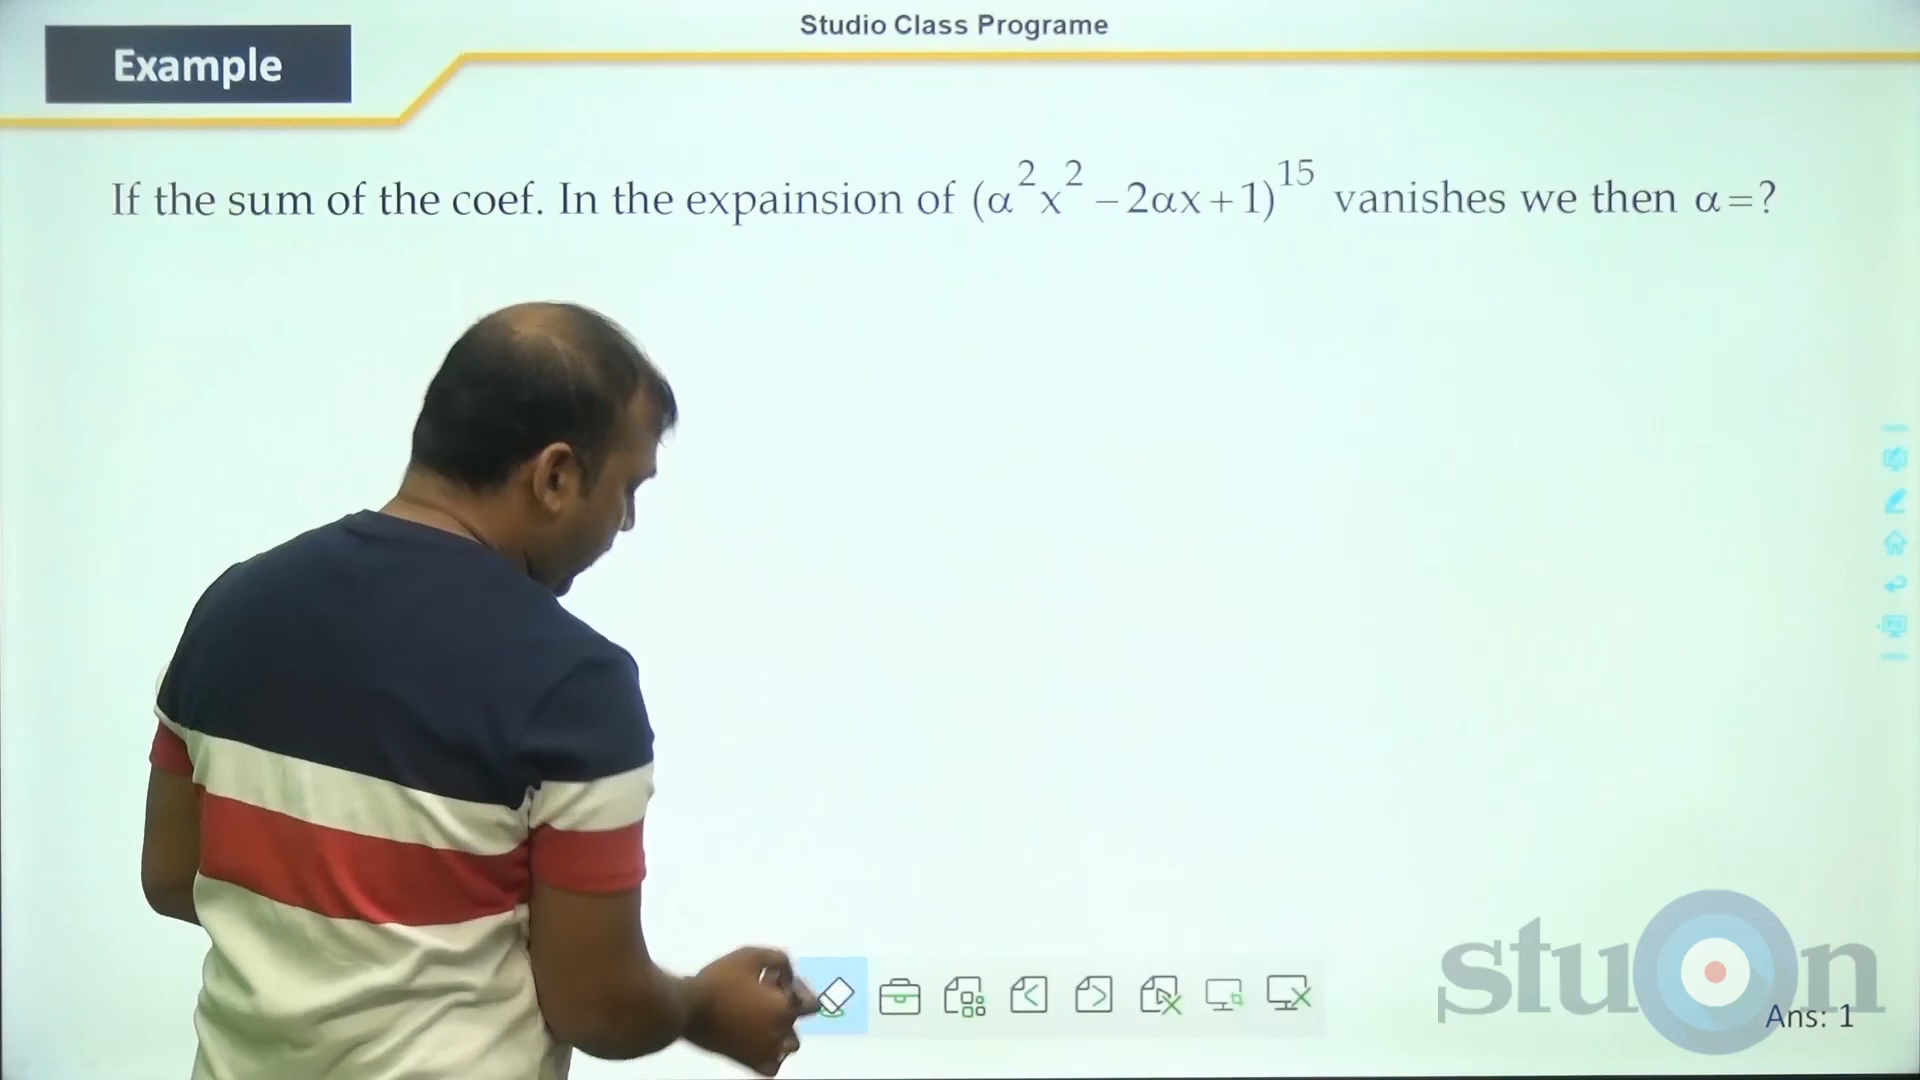 Studio Class Programe
Example
If the sum of the coef. In the expainsion of (α²x² – 2αx + 1)¹⁵ vanishes we then α = ?
stuon
Ans: 1